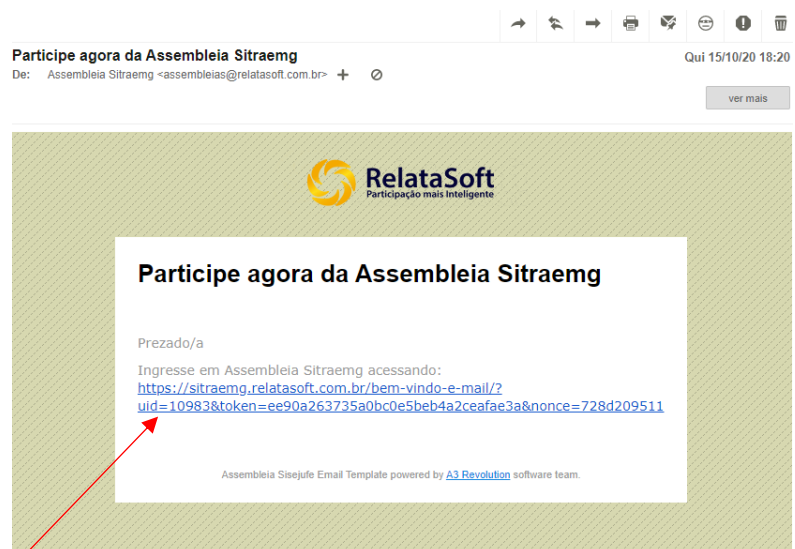 Participe agora da Assembleia Sitraemg
Qui 15/10/20 18:20
De: Assembleia Sitraemg <assembleias@relatasoft.com.br>
ver mais
RelataSoft
Participação mais Inteligente
Participe agora da Assembleia Sitraemg
Prezado/a
Ingresse em Assembleia Sitraemg acessando:
https://sitraemg.relatasoft.com.br/bem-vindo-e-mail/?
uid=10983&token=ee90a263735a0bc0e5beb4a2ceafae3a&nonce=728d209511
Assembleia Sisejufe Email Template powered by A3 Revolution software team.